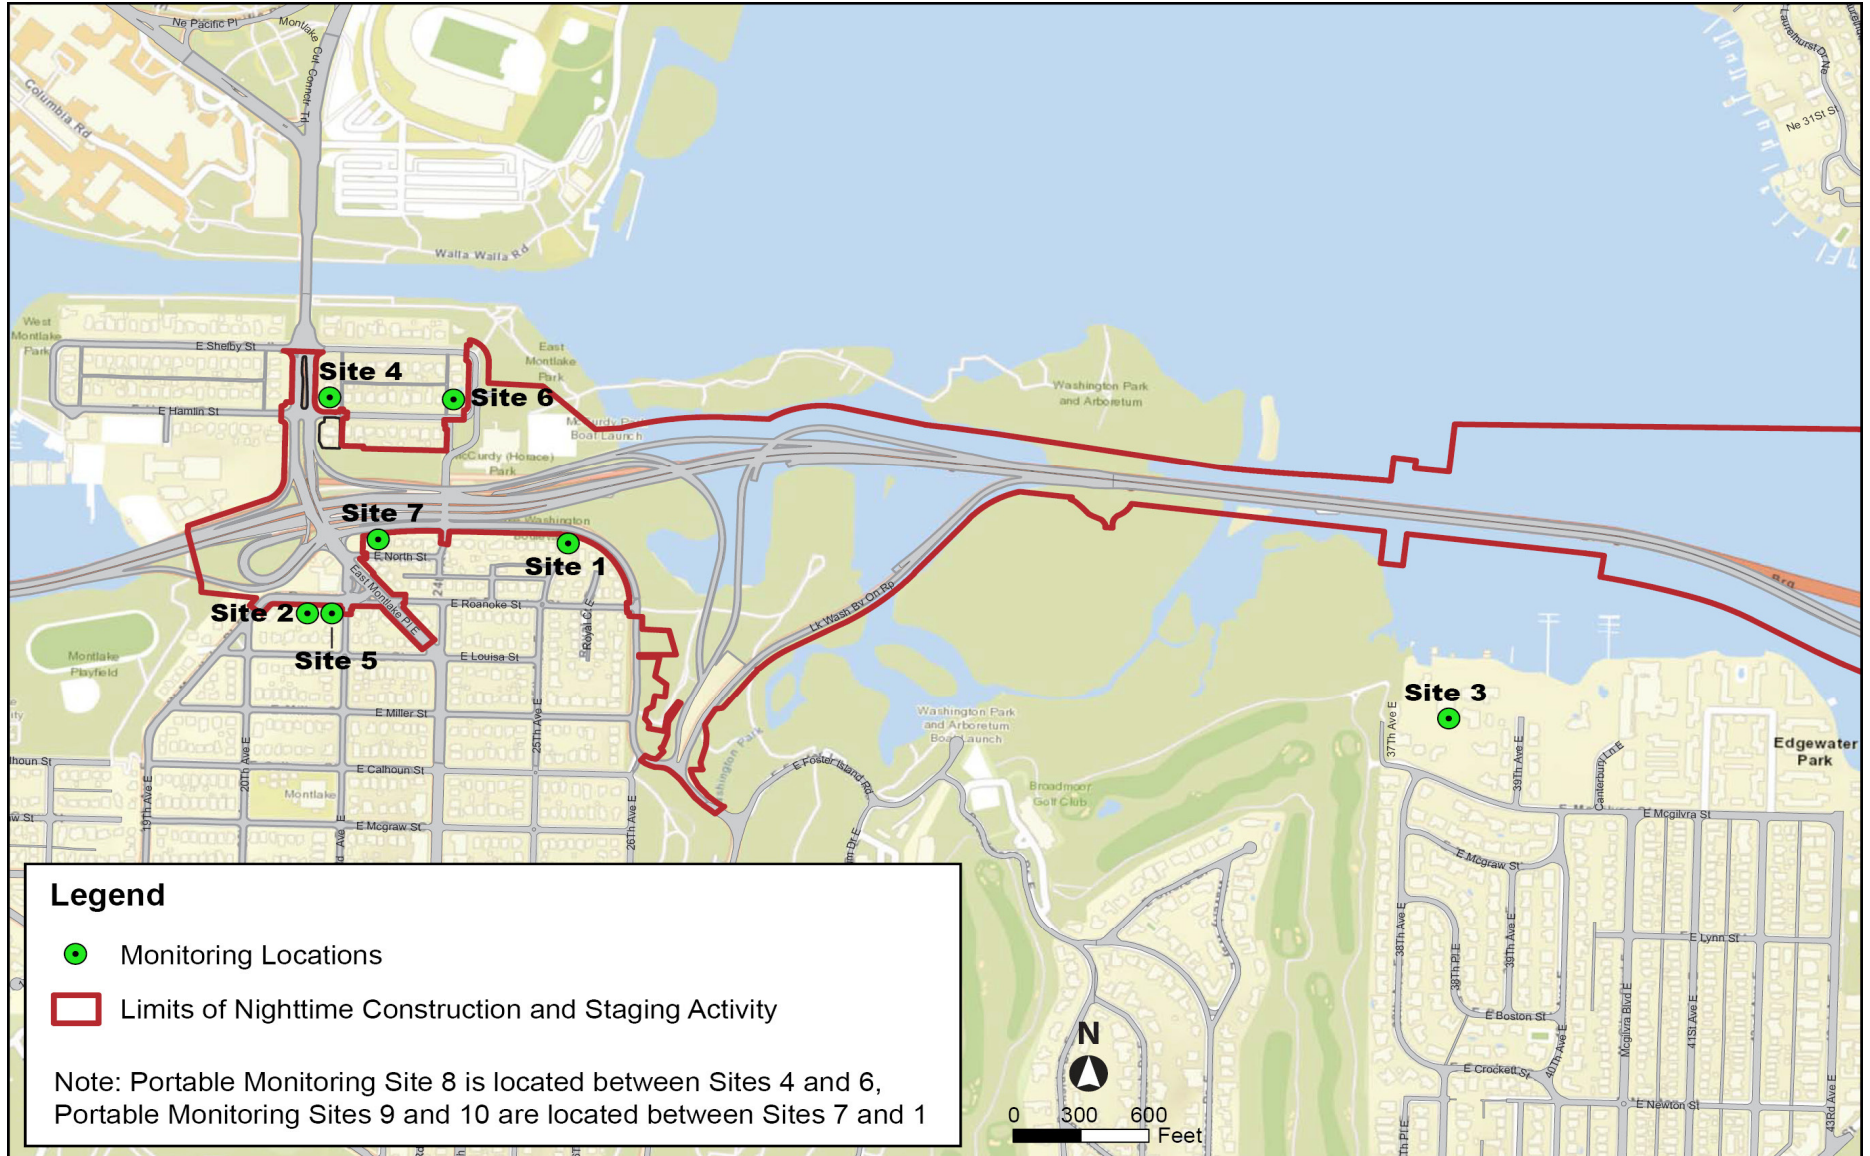 Ne Pacific Pl
Montlake Cut Connctr Trl
Columbia Rd
Laurelhurst Dr Ne
Ne 31St St
Walla Walla Rd
West
Montlake
Park
E Shelby St
Site 4
East
Montlake
Park
Site 6
E Hamlin St
Washington Park
and Arboretum
Boat Launch
McCurdy (Horace)
Park
Site 7
Site 1
E North St
East Montlake Pl E
E Roanoke St
Royal Ct E
Site 2
Site 5
Lk Wash Bv On Rp
Brg
Montlake
Playfield
E Louisa St
Site 3
E Miller St
25Th Ave E
Washington Park
and Arboretum
Boat Launch
37Th Ave E
39Th Ave E
Canterbury Ln E
Edgewater
Park
lhoun St
19Th Ave E
20Th Ave E
E Calhoun St
Montlake
26Th Ave E
E Foster Island Rd
Broadmoor
Golf Club
E Mcgilvra St
E Mcgraw St
E Mcgraw St
38Th Ave E
38Th Pl E
39Th Ave E
E Lynn St
E Boston St
Mcgilvra Blvd E
41St Ave E
40Th Ave E
E Crockett St
E Newton St
43Rd Ave E
Legend
Monitoring Locations
Limits of Nighttime Construction and Staging Activity
Note: Portable Monitoring Site 8 is located between Sites 4 and 6,
Portable Monitoring Sites 9 and 10 are located between Sites 7 and 1
N
0 300 600
Feet